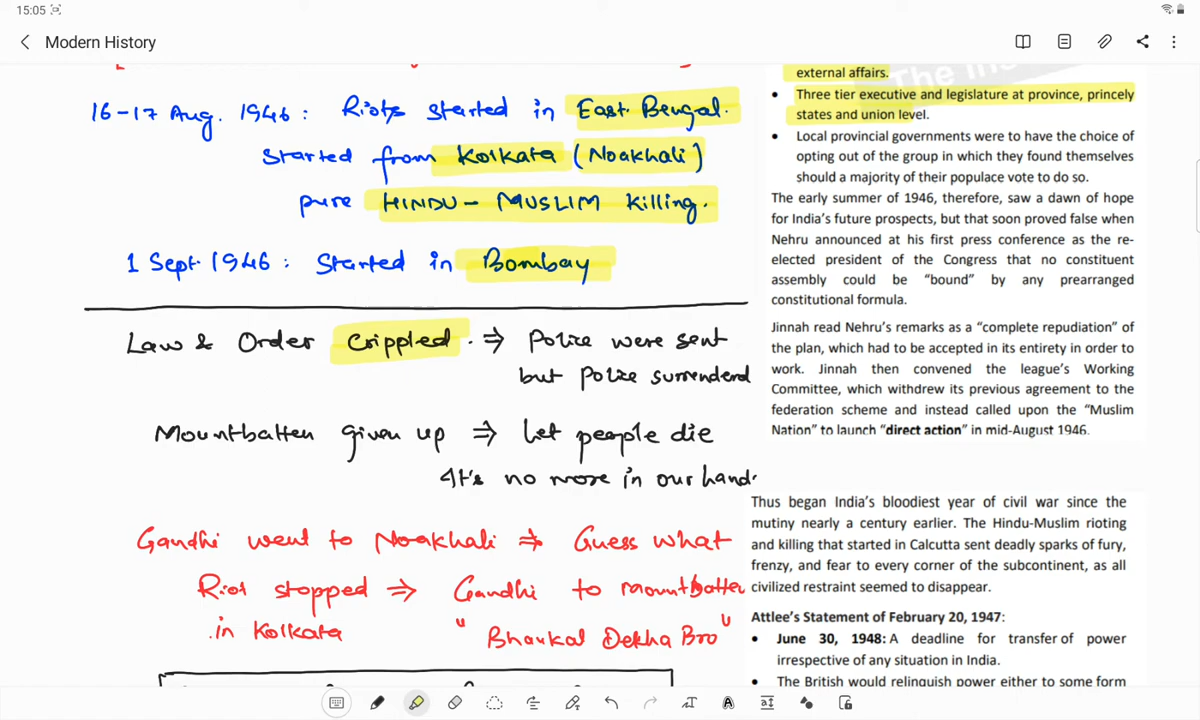 15:05
Modern History
16-17 Aug. 1946 : Riots started in East Bengal.
started from Kolkata (Noakhali)
pure HINDU - MUSLIM killing.
1 Sept 1946 : Started in Bombay
Law & Order Crippled. ⇒ Police were sent
but Police surrenderd
Mountbatten given up ⇒ Let people die
It's no more in our hand.
Gandhi went to Noakhali ⇒ Guess what
Riot stopped ⇒ Gandhi to mountbatten
in Kolkata " Bhaukal Dekha Bro "
external affairs.
• Three tier executive and legislature at province, princely
states and union level.
• Local provincial governments were to have the choice of
opting out of the group in which they found themselves
should a majority of their populace vote to do so.
The early summer of 1946, therefore, saw a dawn of hope
for India's future prospects, but that soon proved false when
Nehru announced at his first press conference as the re-
elected president of the Congress that no constituent
assembly could be "bound" by any prearranged
constitutional formula.
Jinnah read Nehru's remarks as a "complete repudiation" of
the plan, which had to be accepted in its entirety in order to
work. Jinnah then convened the league's Working
Committee, which withdrew its previous agreement to the
federation scheme and instead called upon the "Muslim
Nation" to launch "direct action" in mid-August 1946.
Thus began India's bloodiest year of civil war since the
mutiny nearly a century earlier. The Hindu-Muslim rioting
and killing that started in Calcutta sent deadly sparks of fury,
frenzy, and fear to every corner of the subcontinent, as all
civilized restraint seemed to disappear.
Attlee's Statement of February 20, 1947:
• June 30, 1948: A deadline for transfer of power
irrespective of any situation in India.
• The British would relinquish power either to some form